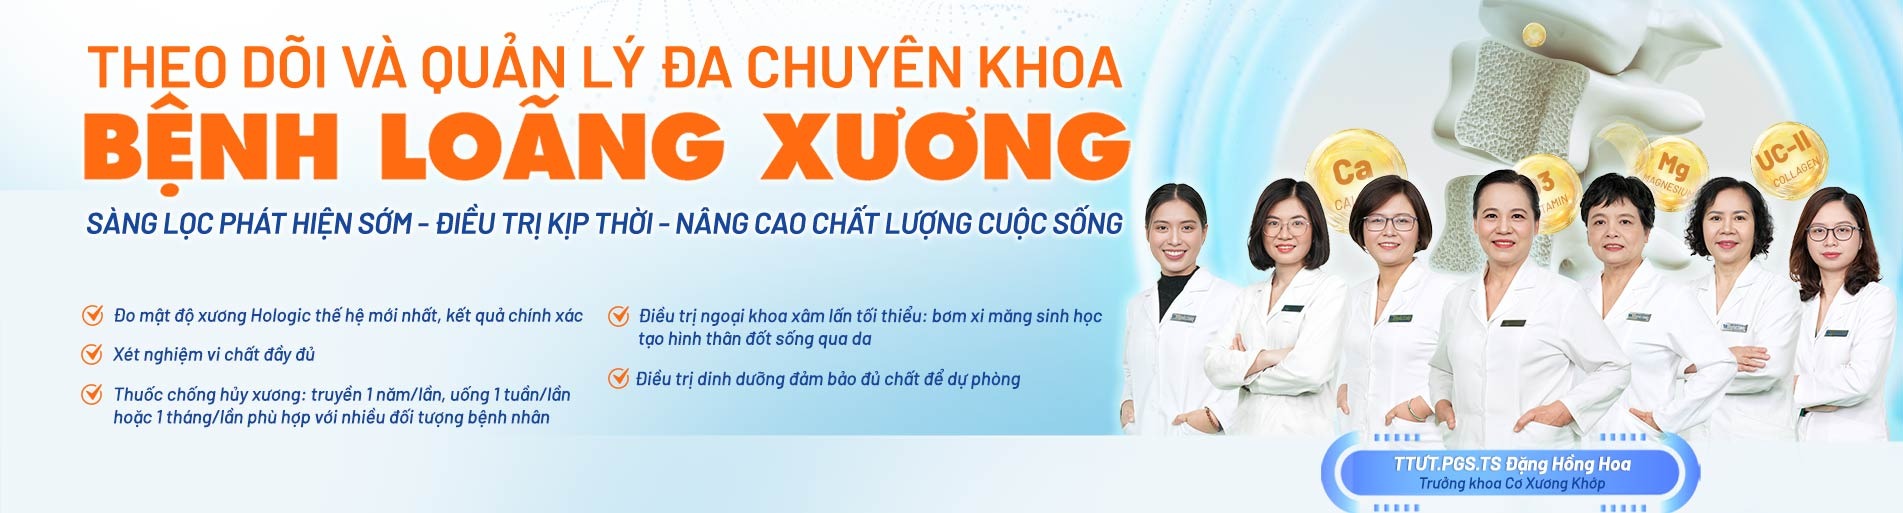 THEO DÕI VÀ QUẢN LÝ ĐA CHUYÊN KHOA
BỆNH LOÃNG XƯƠNG
SÀNG LỌC PHÁT HIỆN SỚM - ĐIỀU TRỊ KỊP THỜI - NÂNG CAO CHẤT LƯỢNG CUỘC SỐNG
Đo mật độ xương Hologic thế hệ mới nhất, kết quả chính xác
Xét nghiệm vi chất đầy đủ
Thuốc chống hủy xương: truyền 1 năm/lần, uống 1 tuần/lần
hoặc 1 tháng/lần phù hợp với nhiều đối tượng bệnh nhân
Điều trị ngoại khoa xâm lấn tối thiểu: bơm xi măng sinh học
tạo hình thân đốt sống qua da
Điều trị dinh dưỡng đảm bảo đủ chất để dự phòng
Ca
Mg
MAGNESIUM
UC-II
COLLAGEN
TTƯT.PGS.TS Đặng Hồng Hoa
Trưởng khoa Cơ Xương Khớp